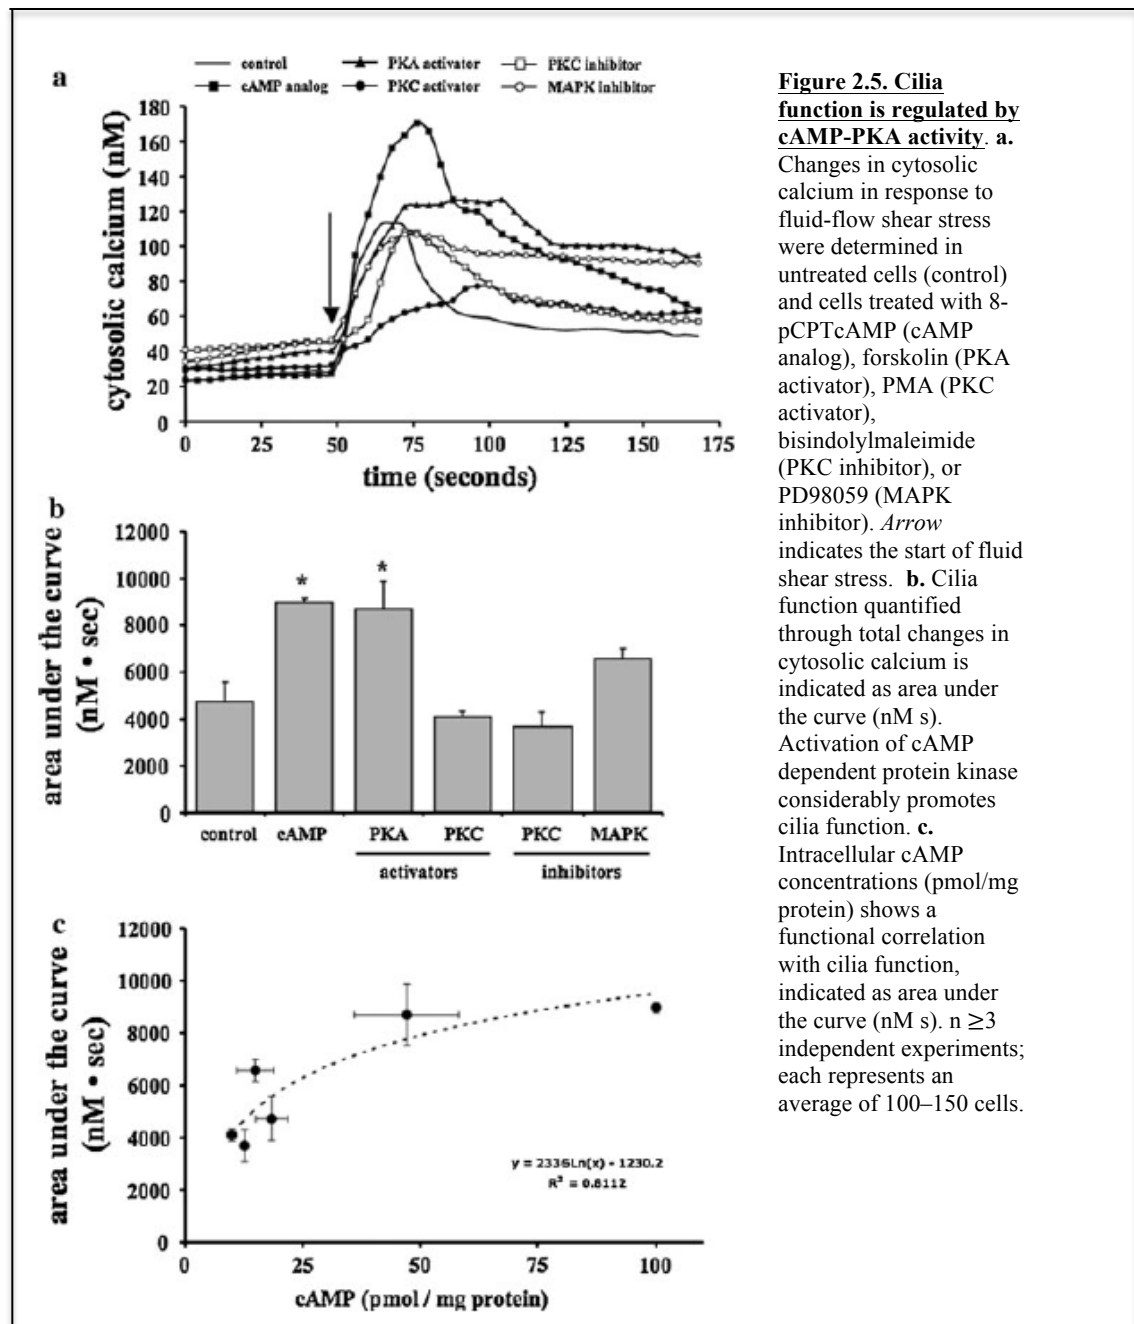 a
control
PKA activator
PKC inhibitor
cAMP analog
PKC activator
MAPK inhibitor
180
160
140
120
100
80
60
40
20
0
cytosolic calcium (nM)
0 25 50 75 100 125 150 175
time (seconds)
b
12000
10000
8000
6000
4000
2000
0
area under the curve
(nM • sec)
* *
control cAMP PKA PKC PKC MAPK
activators inhibitors
c
12000
10000
8000
6000
4000
2000
0
area under the curve
(nM • sec)
y = 2336Ln(x) - 1230.2
R² = 0.8112
0 25 50 75 100
cAMP (pmol / mg protein)
Figure 2.5. Cilia
function is regulated by
cAMP-PKA activity. a.
Changes in cytosolic
calcium in response to
fluid-flow shear stress
were determined in
untreated cells (control)
and cells treated with 8-
pCPTcAMP (cAMP
analog), forskolin (PKA
activator), PMA (PKC
activator),
bisindolylmaleimide
(PKC inhibitor), or
PD98059 (MAPK
inhibitor). Arrow
indicates the start of fluid
shear stress. b. Cilia
function quantified
through total changes in
cytosolic calcium is
indicated as area under
the curve (nM s).
Activation of cAMP
dependent protein kinase
considerably promotes
cilia function. c.
Intracellular cAMP
concentrations (pmol/mg
protein) shows a
functional correlation
with cilia function,
indicated as area under
the curve (nM s). n ≥3
independent experiments;
each represents an
average of 100–150 cells.